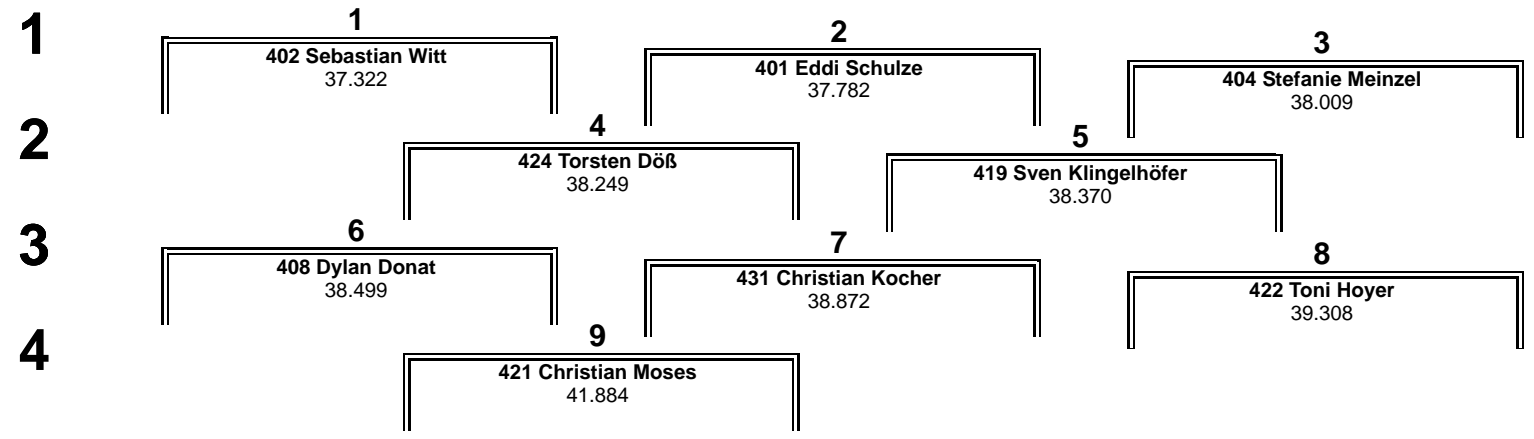 1
1
402 Sebastian Witt
37.322
2
401 Eddi Schulze
37.782
3
404 Stefanie Meinzel
38.009
2
4
424 Torsten Döß
38.249
5
419 Sven Klingelhöfer
38.370
3
6
408 Dylan Donat
38.499
7
431 Christian Kocher
38.872
8
422 Toni Hoyer
39.308
4
9
421 Christian Moses
41.884